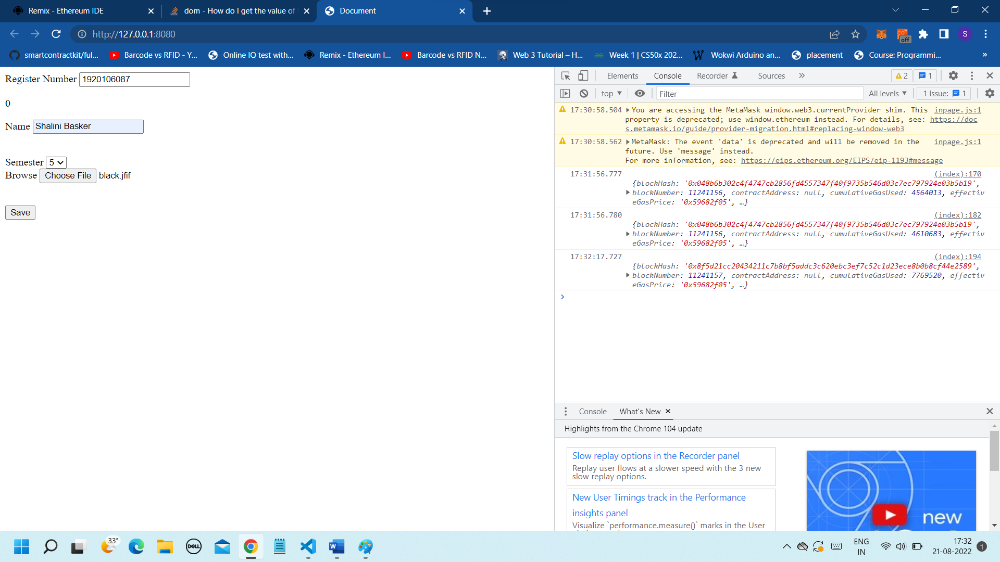 Remix - Ethereum IDE
dom - How do I get the value of
Document
http://127.0.0.1:8080
off
S
smartcontractkit/ful...
Barcode vs RFID - Y...
Online IQ test with...
Remix - Ethereum I...
Barcode vs RFID N...
Web 3 Tutorial – H...
Week 1 | CS50x 202...
Wokwi Arduino an...
placement
Course: Programmi...
»
Register Number 1920106087
0
Name Shalini Basker
Semester 5
Browse Choose File black.jfif
Save
Elements
Console
Recorder
Sources
»
2
1
top
Filter
All levels
1 Issue: 1
17:30:58.504 You are accessing the MetaMask window.web3.currentProvider shim. This inpage.js:1
property is deprecated; use window.ethereum instead. For details, see: https://doc
s.metamask.io/guide/provider-migration.html#replacing-window-web3
17:30:58.562 MetaMask: The event 'data' is deprecated and will be removed in the inpage.js:1
future. Use 'message' instead.
For more information, see: https://eips.ethereum.org/EIPS/eip-1193#message
17:31:56.777 (index):170
{blockHash: '0x048b6b302c4f4747cb2856fd4557347f40f9735b546d03c7ec797924e03b5b19',
blockNumber: 11241156, contractAddress: null, cumulativeGasUsed: 4564013, effectiv
eGasPrice: '0x59682f05', …}
17:31:56.780 (index):182
{blockHash: '0x048b6b302c4f4747cb2856fd4557347f40f9735b546d03c7ec797924e03b5b19',
blockNumber: 11241156, contractAddress: null, cumulativeGasUsed: 4610683, effectiv
eGasPrice: '0x59682f05', …}
17:32:17.727 (index):194
{blockHash: '0x8f5d21cc20434211c7b8bf5addc3c620ebc3ef7c52c1d23ece8b0b8cf44e2589',
blockNumber: 11241157, contractAddress: null, cumulativeGasUsed: 7769520, effectiv
eGasPrice: '0x59682f05', …}
Console
What's New
Highlights from the Chrome 104 update
Slow replay options in the Recorder panel
Replay user flows at a slower speed with the 3 new
slow replay options.
New User Timings track in the Performance
insights panel
Visualize `performance.measure()` marks in the User
new
33°
DELL
W
ENG
IN
17:32
21-08-2022
1